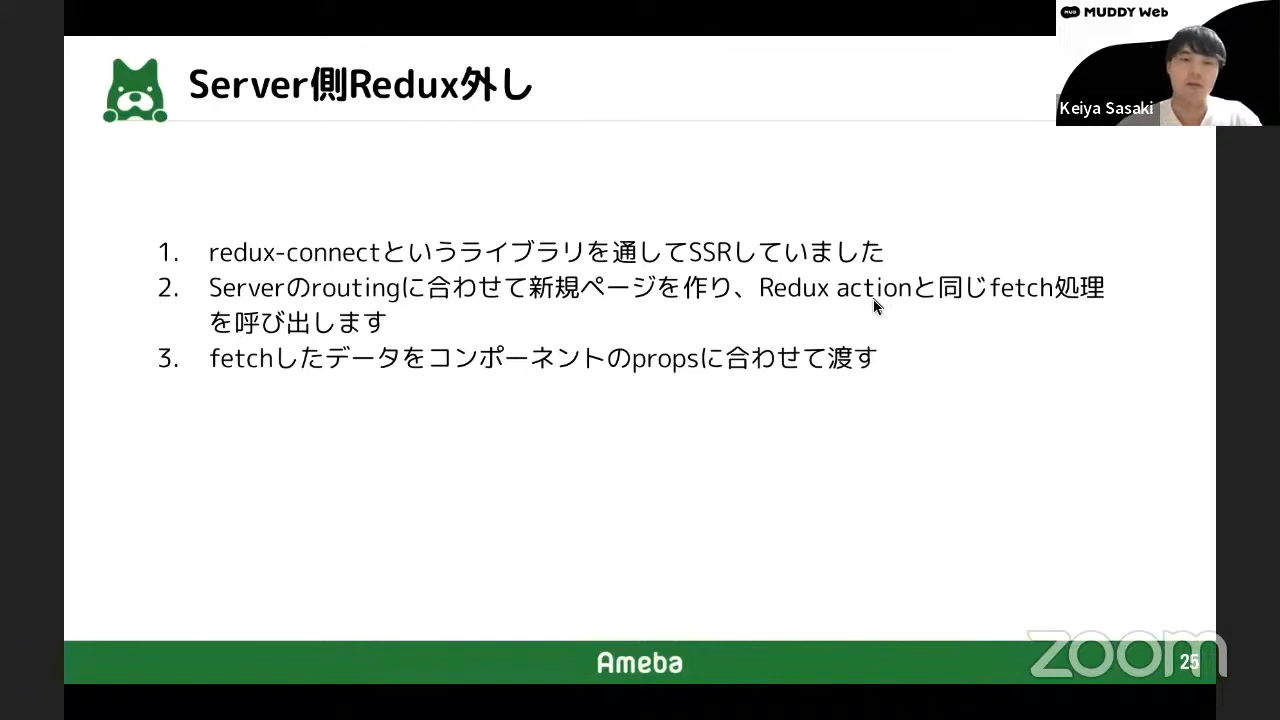 MUDDY Web
Keiya Sasaki
Server側Redux外し
1. redux-connectというライブラリを通してSSRしていました
2. Serverのroutingに合わせて新規ページを作り、Redux actionと同じfetch処理
を呼び出します
3. fetchしたデータをコンポーネントのpropsに合わせて渡す
Ameba
zoom
25